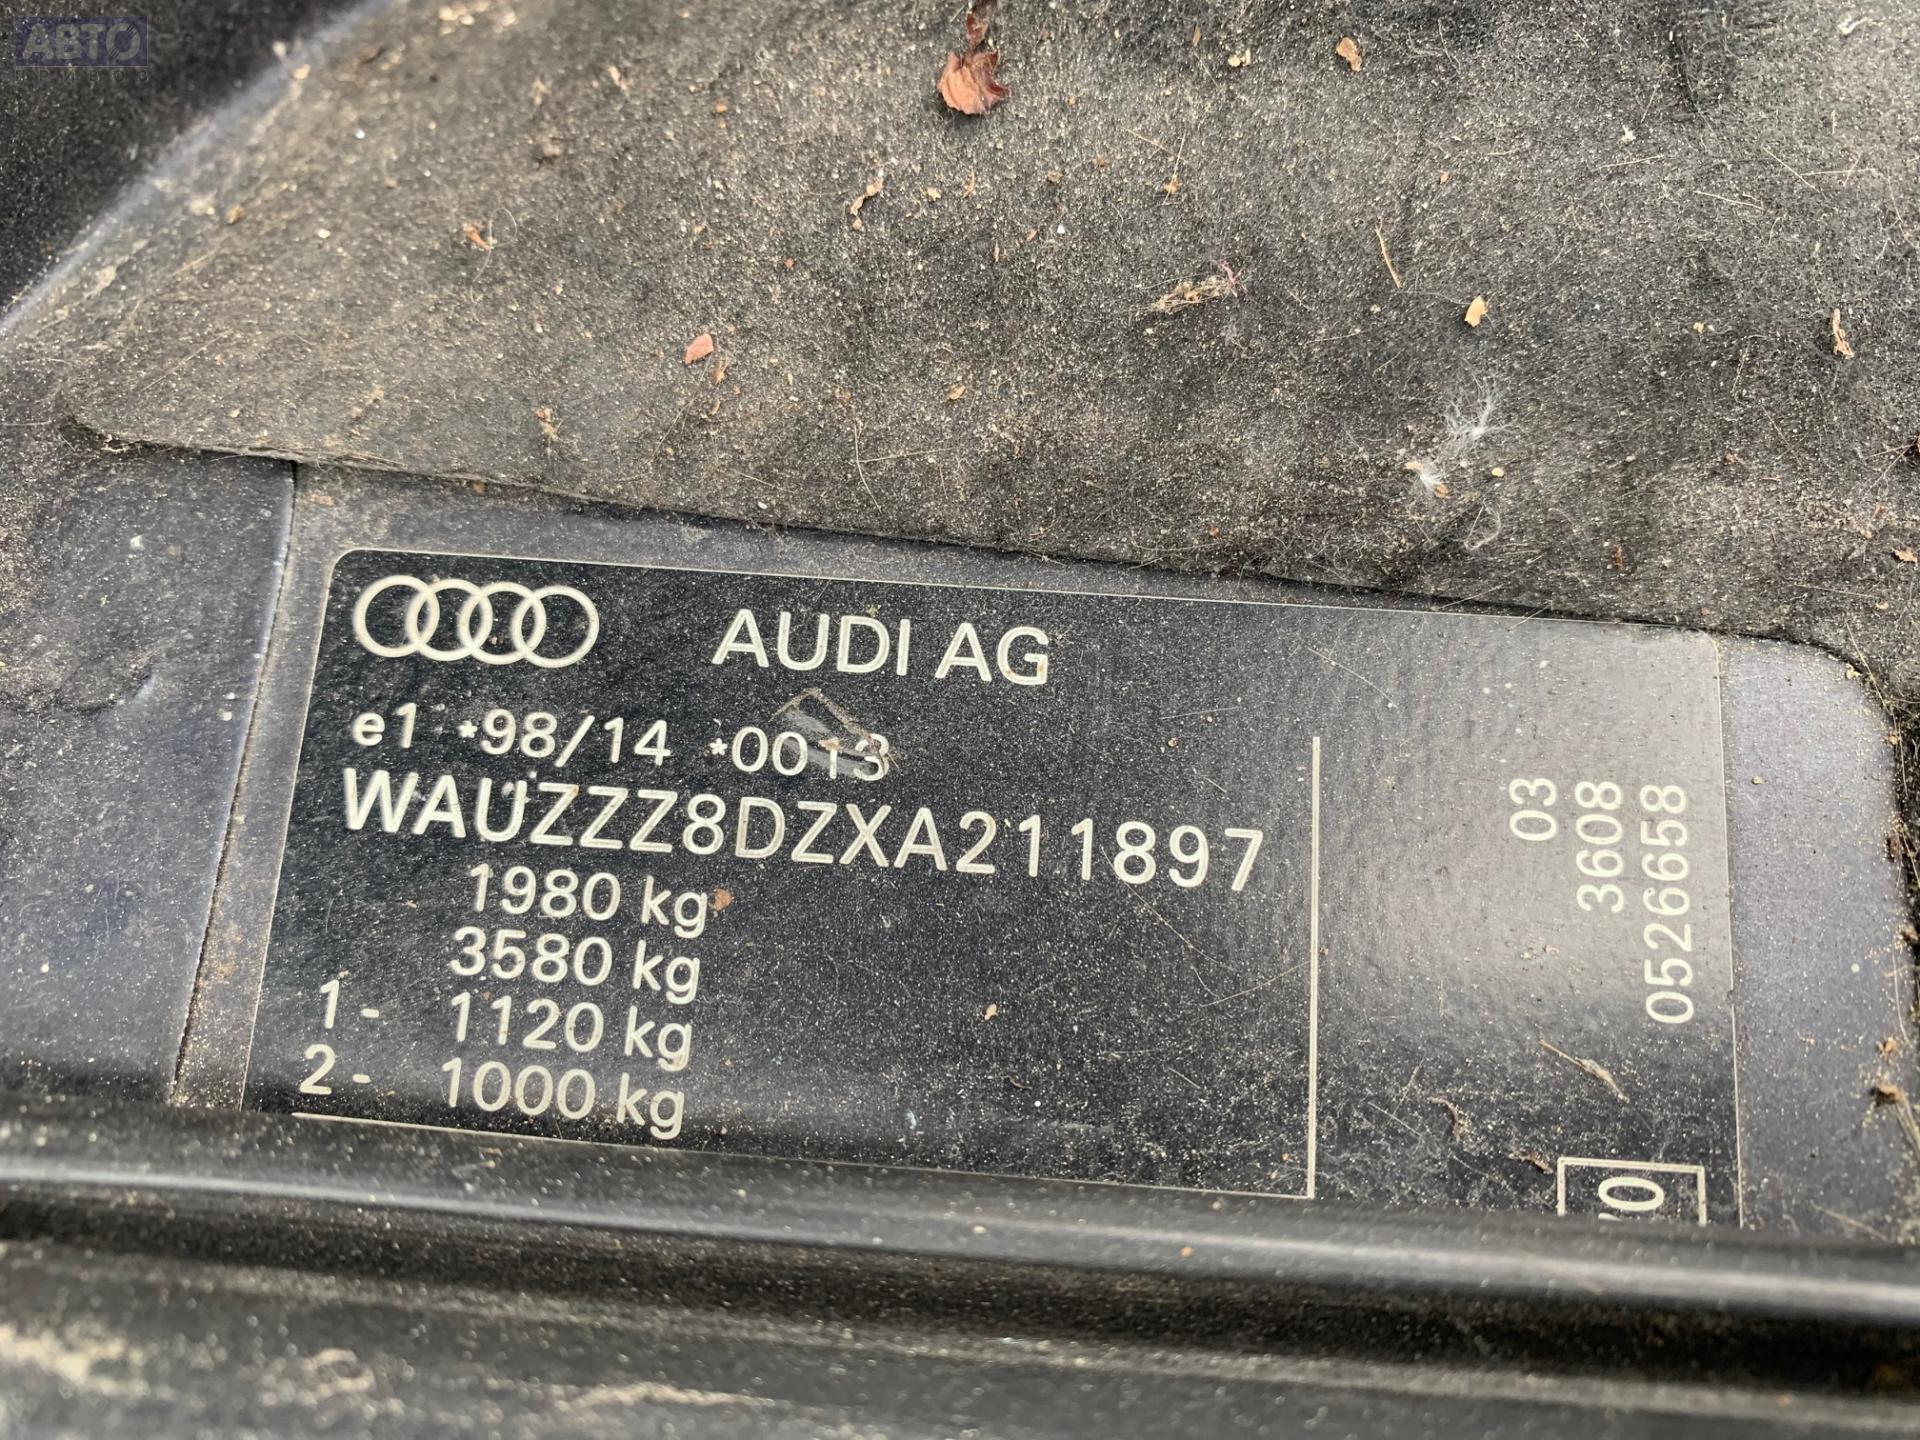 АВТО
ПРИВОЗ
AUDI AG
e1 *98/14 *0013
WAUZZZ8DZXA211897
1980 kg
3580 kg
1- 1120 kg
2- 1000 kg
03
3608
0526658